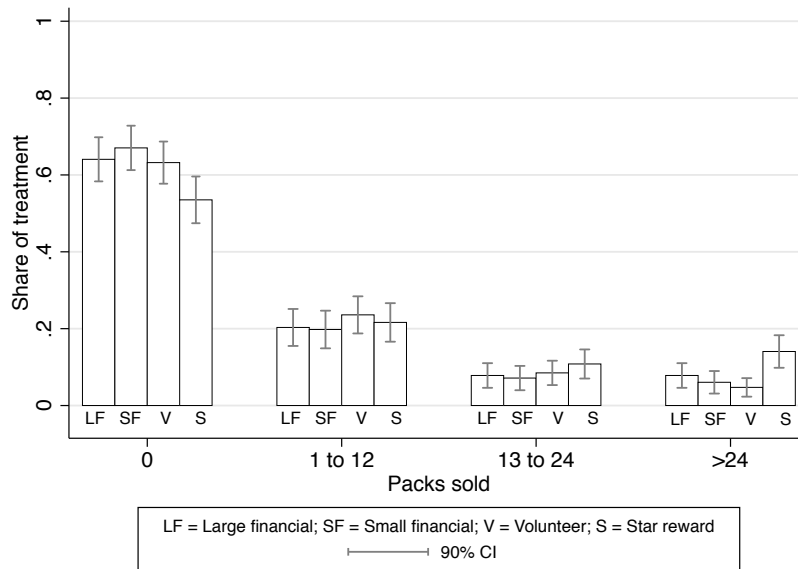 1
.8
.6
.4
.2
0
Share of treatment
LF SF V S LF SF V S LF SF V S LF SF V S
0 1 to 12 13 to 24 >24
Packs sold
LF = Large financial; SF = Small financial; V = Volunteer; S = Star reward
90% CI